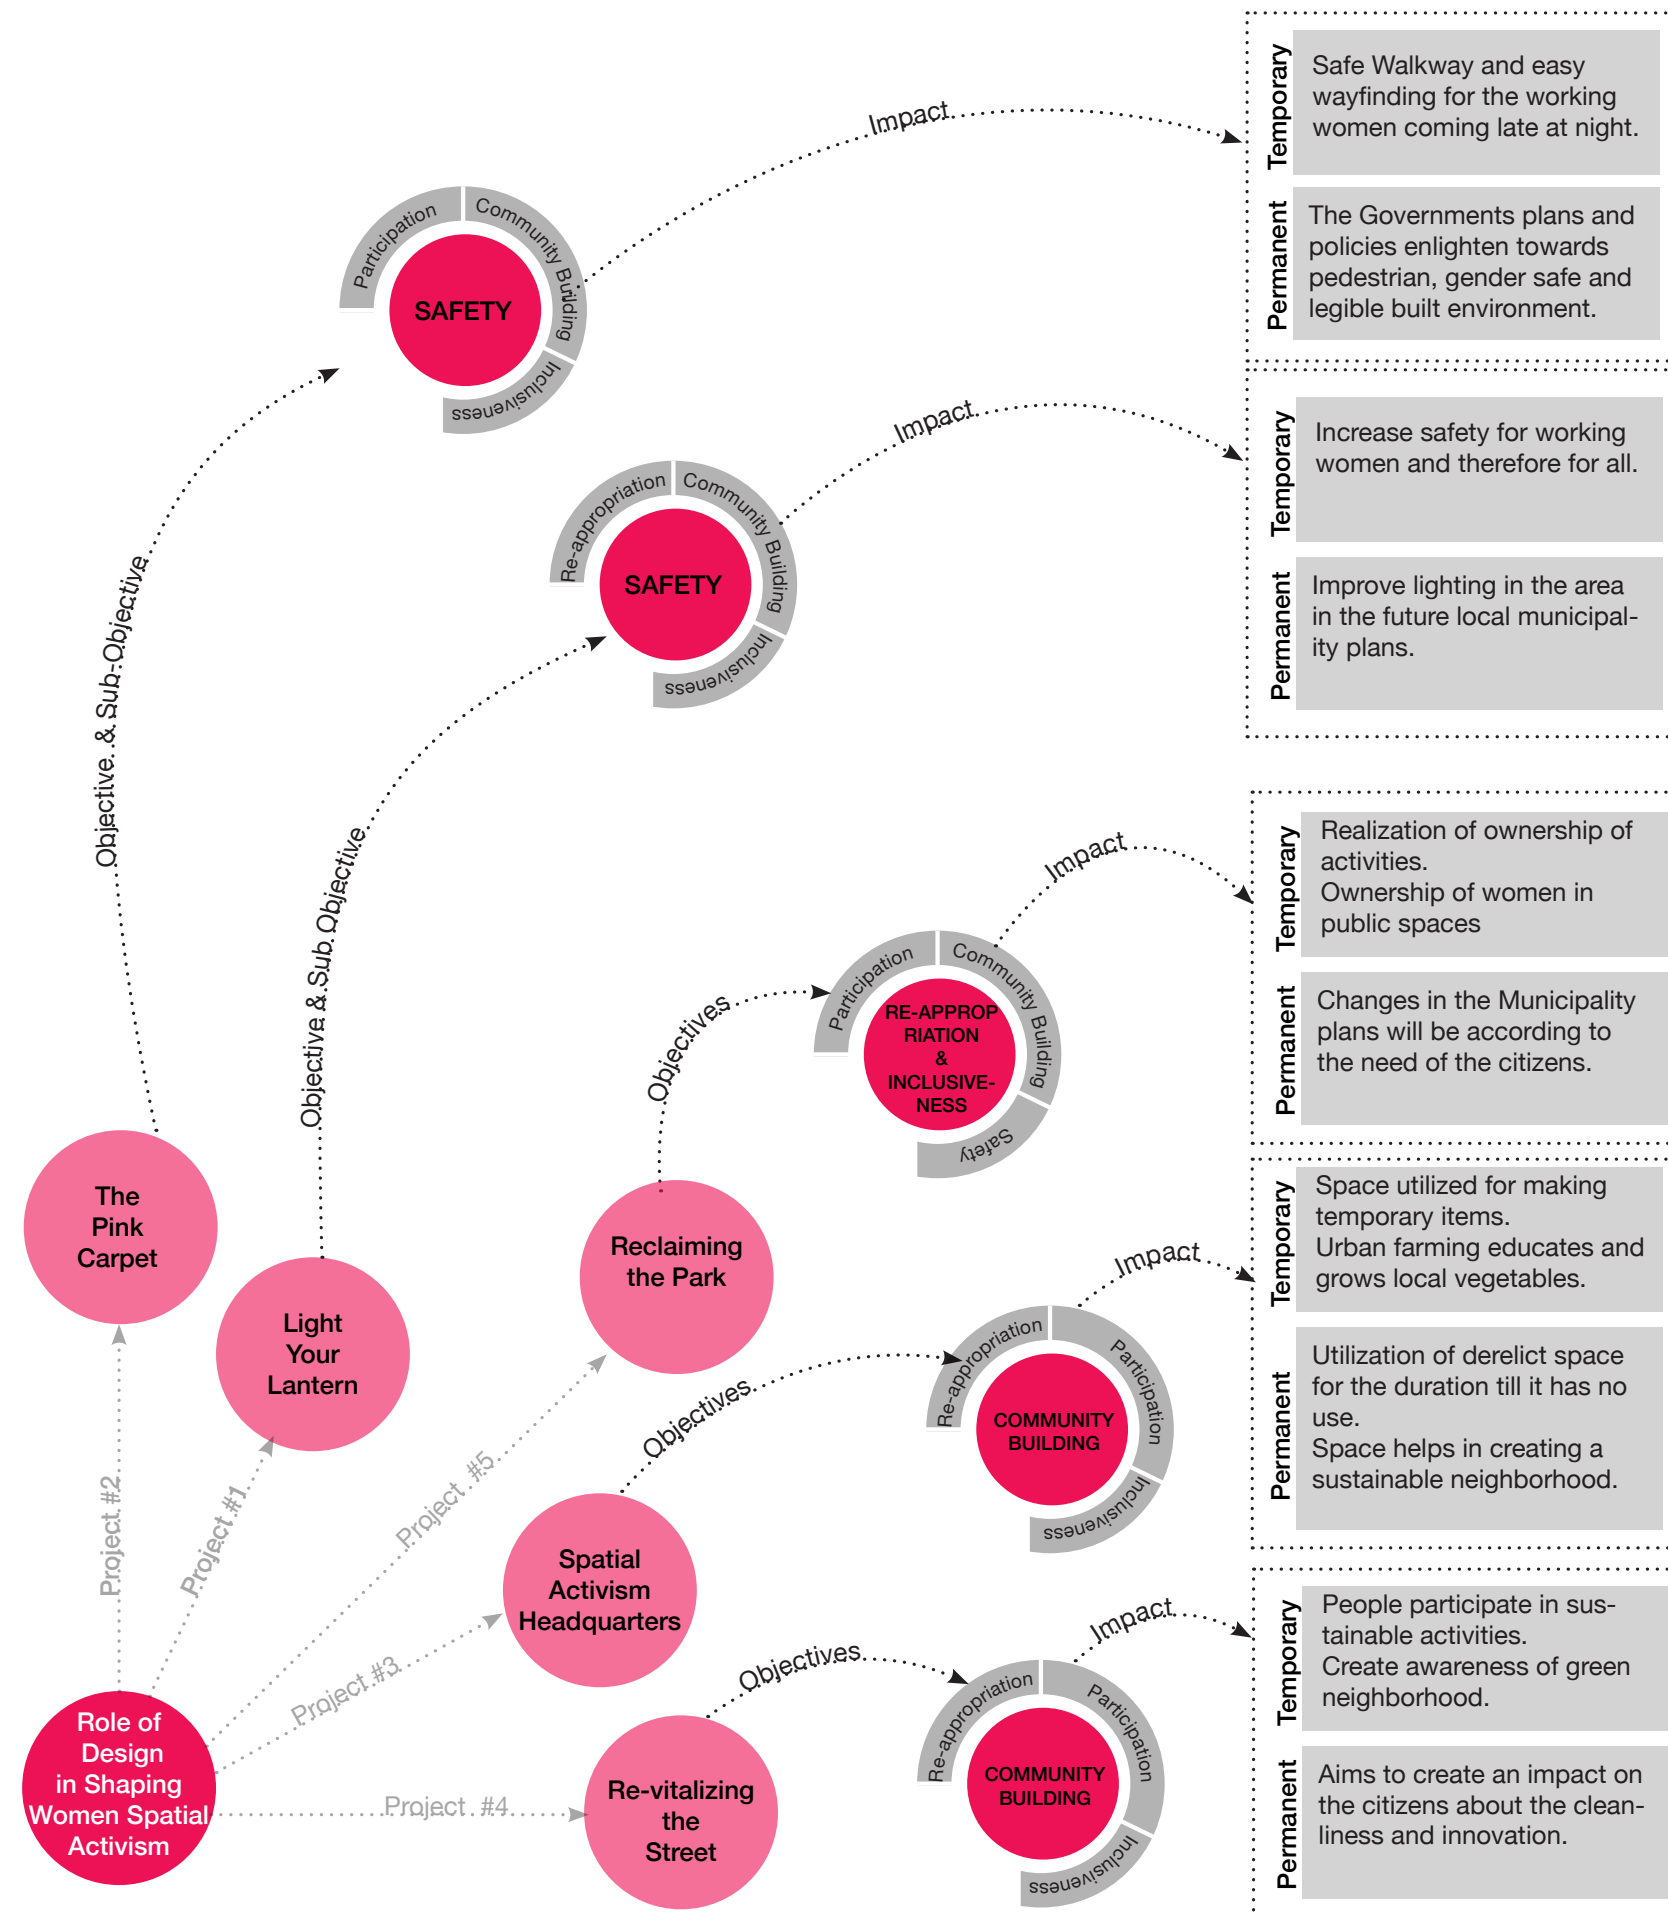 Impact
Temporary
Safe Walkway and easy
wayfinding for the working
women coming late at night.
Permanent
The Governments plans and
policies enlighten towards
pedestrian, gender safe and
legible built environment.
Participation
Community Building
Inclusiveness
SAFETY
Objective & Sub-Objective
Impact
Temporary
Increase safety for working
women and therefore for all.
Permanent
Improve lighting in the area
in the future local municipal-
ity plans.
Re-appropriation
Community Building
Inclusiveness
SAFETY
Objective & Sub Objective
Impact
Temporary
Realization of ownership of
activities.
Ownership of women in
public spaces
Permanent
Changes in the Municipality
plans will be according to
the need of the citizens.
Participation
Community Building
Safety
RE-APPROP
RIATION
&
INCLUSIVE-
NESS
Objectives
The
Pink
Carpet
Light
Your
Lantern
Reclaiming
the Park
Impact
Temporary
Space utilized for making
temporary items.
Urban farming educates and
grows local vegetables.
Permanent
Utilization of derelict space
for the duration till it has no
use.
Space helps in creating a
sustainable neighborhood.
Re-appropriation
Participation
Inclusiveness
COMMUNITY
BUILDING
Objectives
Project #2
Project #1
Project #5
Spatial
Activism
Headquarters
Project #3
Impact
Temporary
People participate in sus-
tainable activities.
Create awareness of green
neighborhood.
Permanent
Aims to create an impact on
the citizens about the clean-
liness and innovation.
Objectives
Re-appropriation
Participation
Inclusiveness
COMMUNITY
BUILDING
Role of
Design
in Shaping
Women Spatial
Activism
Project #4
Re-vitalizing
the
Street